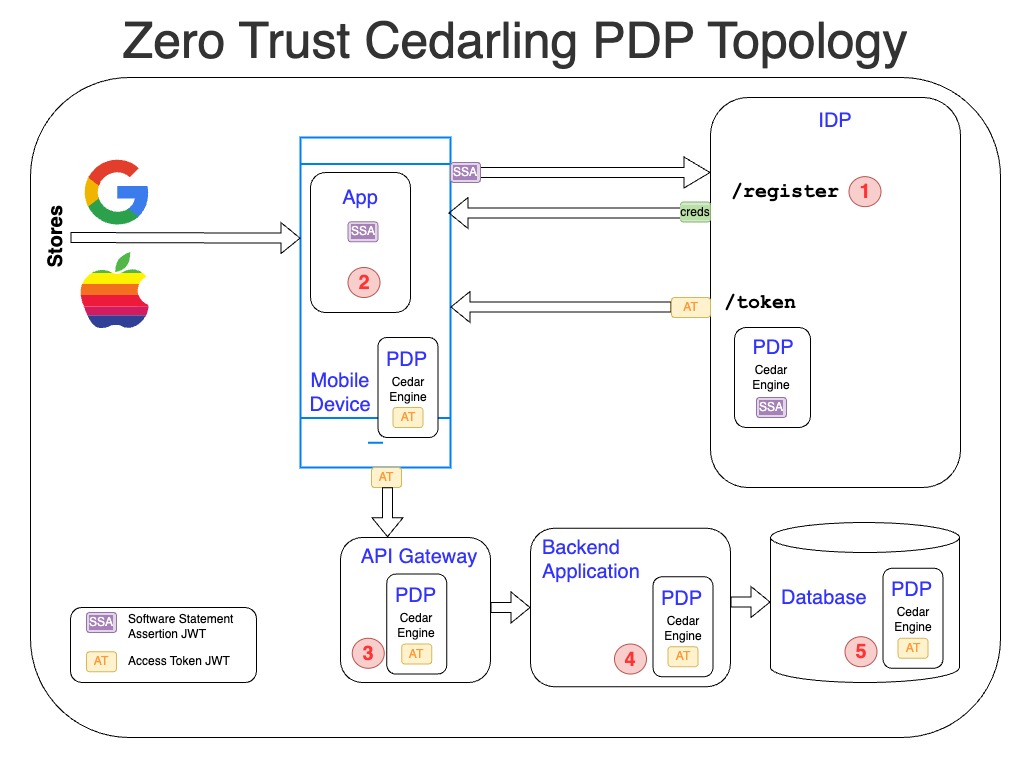 Zero Trust Cedarling PDP Topology
IDP
/register
1
SSA
creds
Stores
App
SSA
2
AT
/token
PDP
Cedar
Engine
SSA
Mobile
Device
PDP
Cedar
Engine
AT
AT
API Gateway
PDP
Cedar
Engine
AT
3
Backend
Application
PDP
Cedar
Engine
AT
4
Database
PDP
Cedar
Engine
AT
5
SSA Software Statement
Assertion JWT
AT Access Token JWT